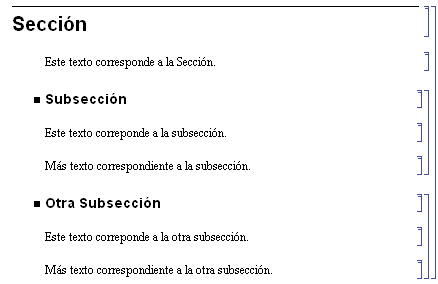 Sección
Este texto corresponde a la Sección.
Subsección
Este texto correponde a la subsección.
Más texto correspondiente a la subsección.
Otra Subsección
Este texto correponde a la otra subsección.
Más texto correspondiente a la otra subsección.